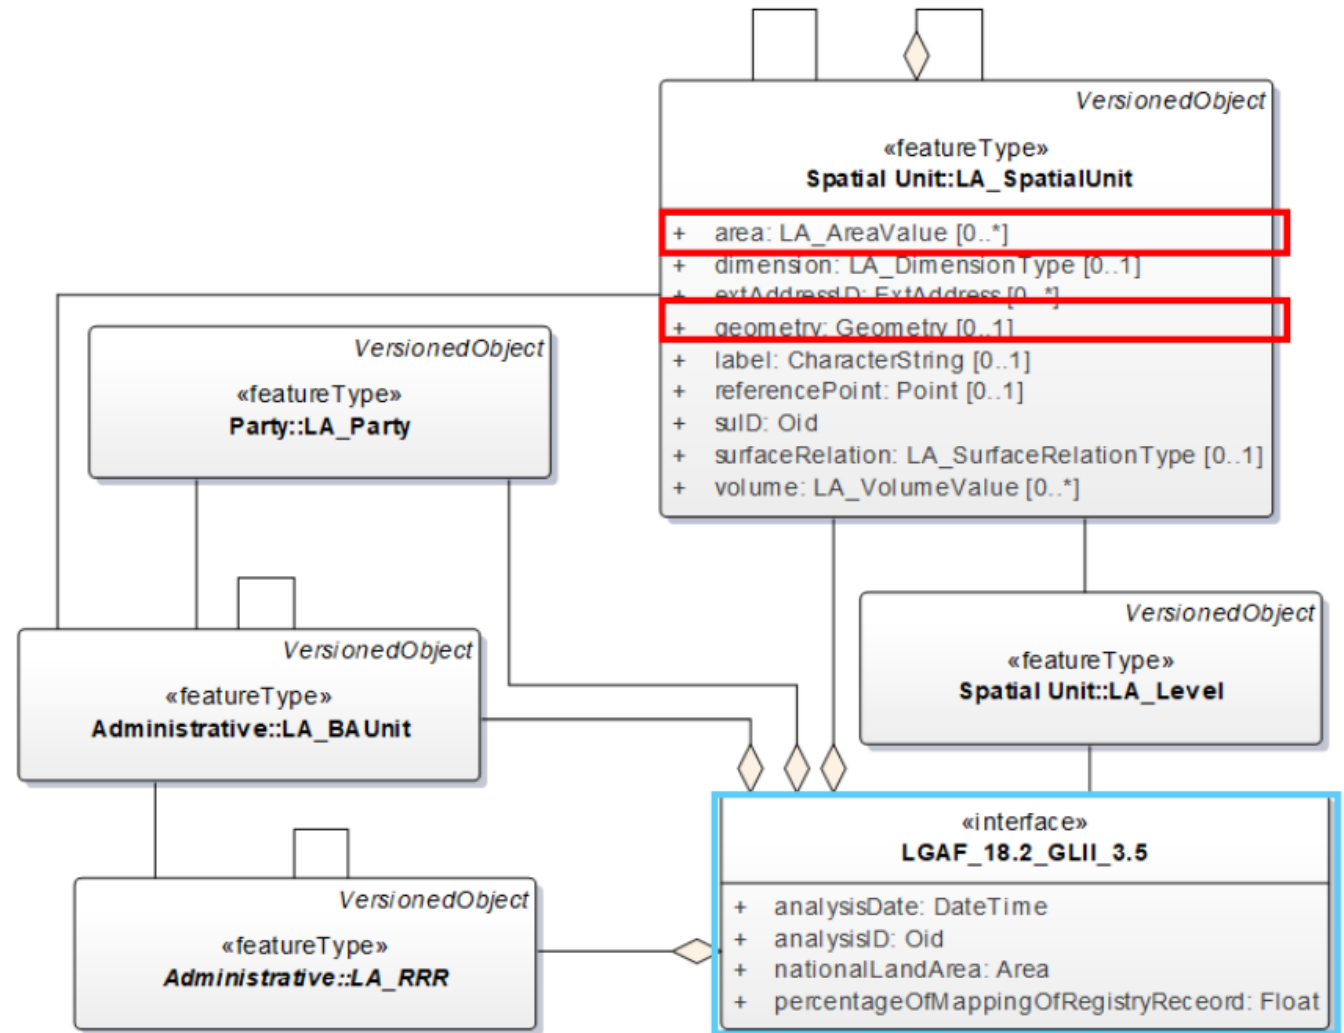 VersionedObject
«featureType»
Spatial Unit::LA_SpatialUnit
+ area: LA_AreaValue [0..*]
+ dimension: LA_DimensionType [0..1]
+ extAddressID: ExtAddress [0..*]
+ geometry: Geometry [0..1]
+ label: CharacterString [0..1]
+ referencePoint: Point [0..1]
+ suID: Oid
+ surfaceRelation: LA_SurfaceRelationType [0..1]
+ volume: LA_VolumeValue [0..*]
VersionedObject
«featureType»
Party::LA_Party
VersionedObject
«featureType»
Administrative::LA_BAUnit
VersionedObject
«featureType»
Spatial Unit::LA_Level
VersionedObject
«featureType»
Administrative::LA_RRR
«interface»
LGAF_18.2_GLII_3.5
+ analysisDate: DateTime
+ analysisID: Oid
+ nationalLandArea: Area
+ percentageOfMappingOfRegistryReceord: Float